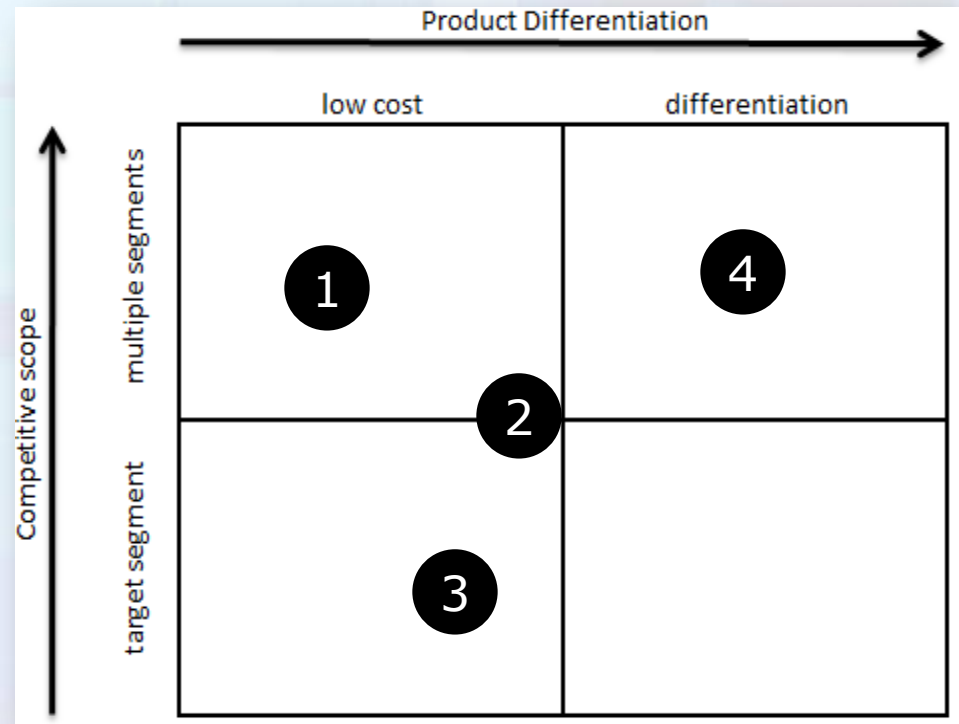 Product Differentiation
low cost
differentiation
Competitive scope
multiple segments
target segment
1
4
2
3